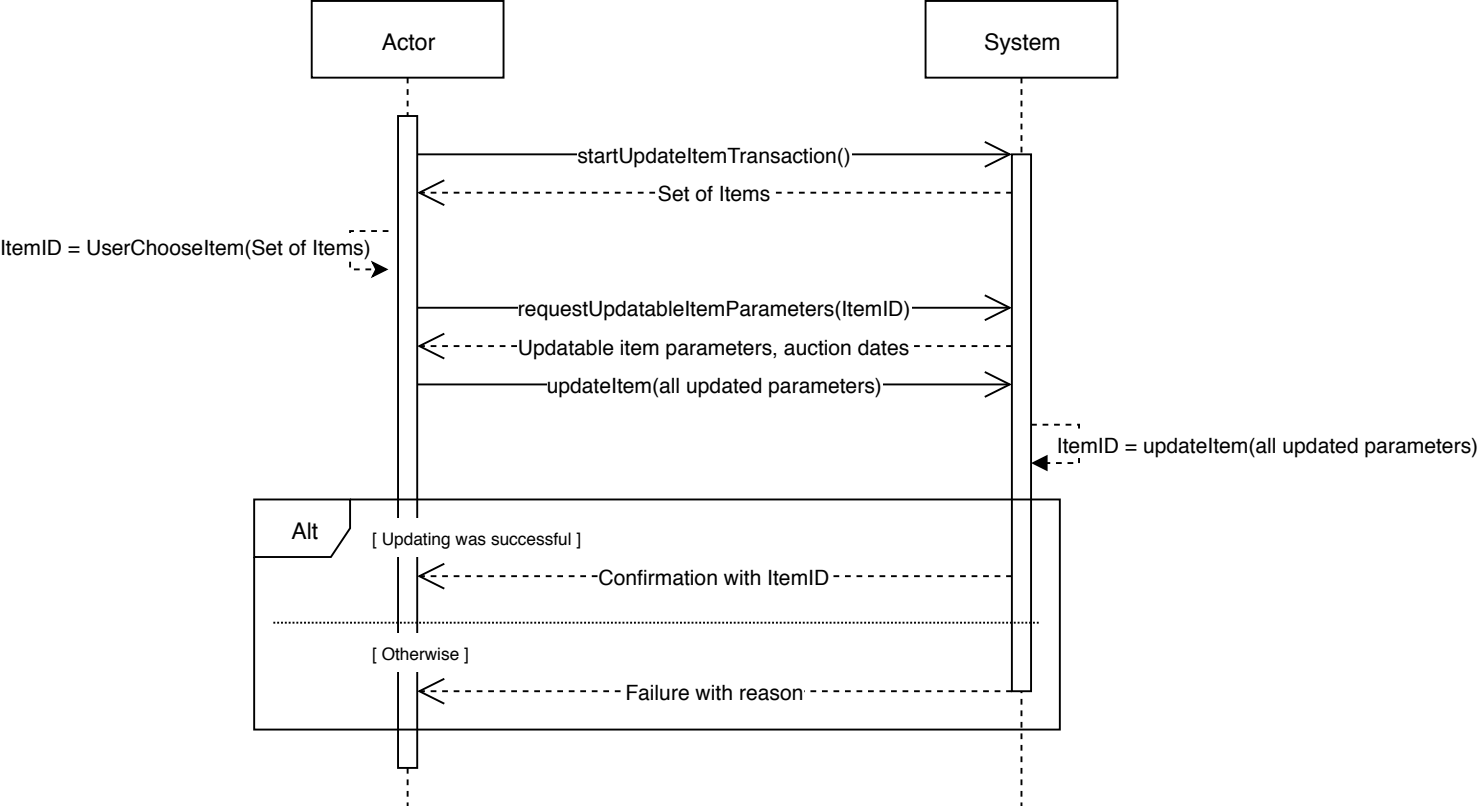 Actor
System
startUpdateItemTransaction()
Set of Items
ItemID = UserChooseItem(Set of Items)
requestUpdatableItemParameters(ItemID)
Updatable item parameters, auction dates
updateItem(all updated parameters)
ItemID = updateItem(all updated parameters)
Alt
[ Updating was successful ]
Confirmation with ItemID
[ Otherwise ]
Failure with reason